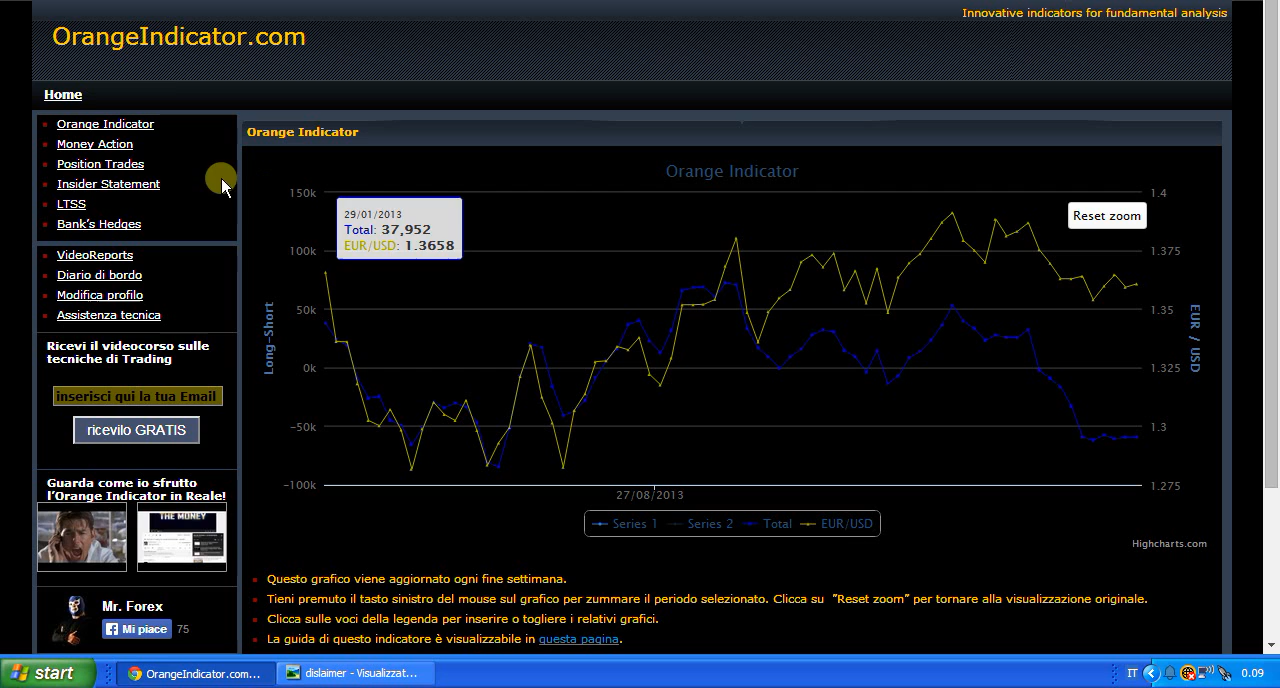 Innovative indicators for fundamental analysis
OrangeIndicator.com
Home
Orange Indicator
Money Action
Position Trades
Insider Statement
LTSS
Bank's Hedges
VideoReports
Diario di bordo
Modifica profilo
Assistenza tecnica
Ricevi il videocorso sulle
tecniche di Trading
inserisci qui la tua Email
ricevilo GRATIS
Guarda come io sfrutto
l'Orange Indicator in Reale!
THE MONEY
Mr. Forex
Mi piace 75
Orange Indicator
Orange Indicator
29/01/2013
Total: 37,952
EUR/USD: 1.3658
Reset zoom
150k
100k
50k
0k
−50k
−100k
Long-Short
1.4
1.375
1.35
1.325
1.3
1.275
EUR / USD
27/08/2013
Series 1 Series 2 Total EUR/USD
Highcharts.com
Questo grafico viene aggiornato ogni fine settimana.
Tieni premuto il tasto sinistro del mouse sul grafico per zummare il periodo selezionato. Clicca su "Reset zoom" per tornare alla visualizzazione originale.
Clicca sulle voci della legenda per inserire o togliere i relativi grafici.
La guida di questo indicatore è visualizzabile in questa pagina.
start
OrangeIndicator.com...
dislaimer - Visualizzat...
IT
0.09